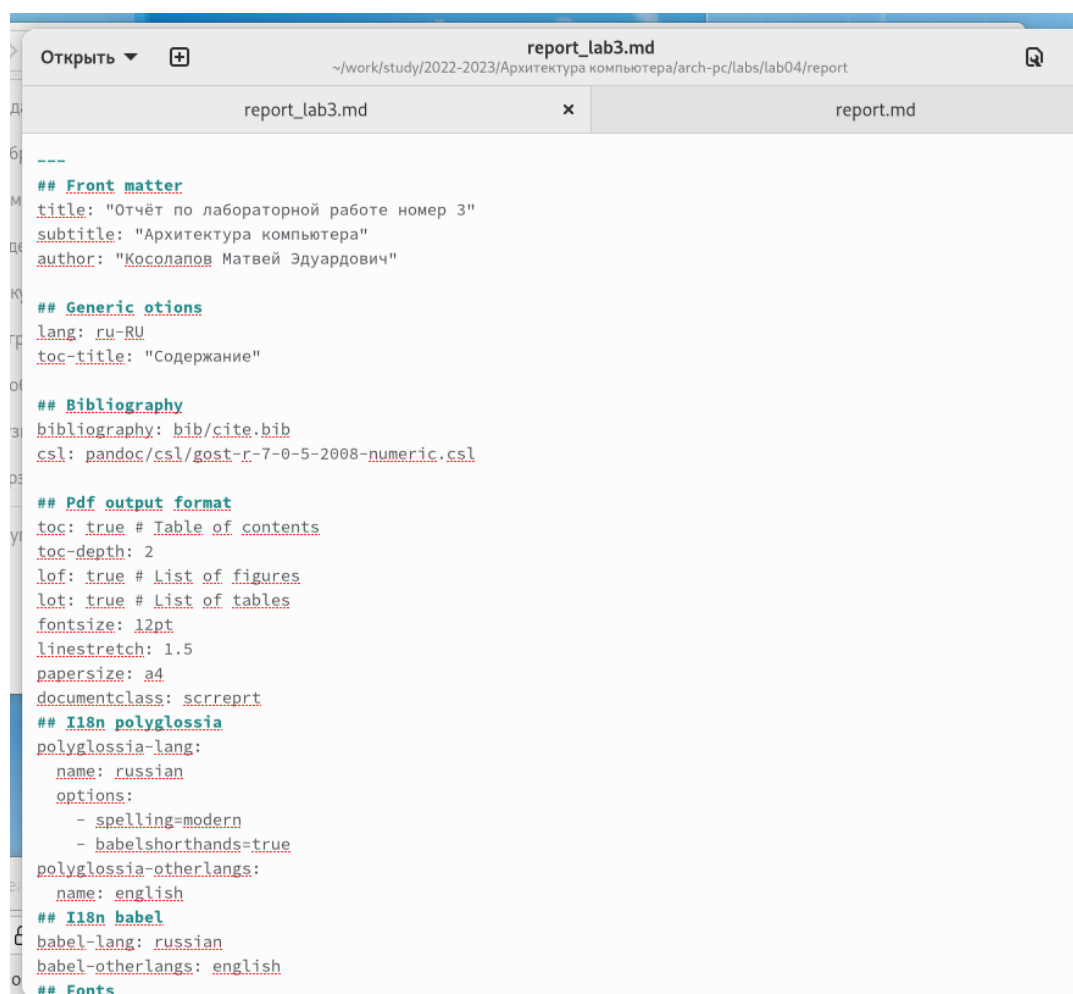 Открыть
report_lab3.md
~/work/study/2022-2023/Архитектура компьютера/arch-pc/labs/lab04/report
report_lab3.md × report.md
---
## Front matter
title: "Отчёт по лабораторной работе номер 3"
subtitle: "Архитектура компьютера"
author: "Косолапов Матвей Эдуардович"
## Generic otions
lang: ru-RU
toc-title: "Содержание"
## Bibliography
bibliography: bib/cite.bib
csl: pandoc/csl/gost-r-7-0-5-2008-numeric.csl
## Pdf output format
toc: true # Table of contents
toc-depth: 2
lof: true # List of figures
lot: true # List of tables
fontsize: 12pt
linestretch: 1.5
papersize: a4
documentclass: scrreprt
## I18n polyglossia
polyglossia-lang:
  name: russian
  options:
    - spelling=modern
    - babelshorthands=true
polyglossia-otherlangs:
  name: english
## I18n babel
babel-lang: russian
babel-otherlangs: english
## Fonts